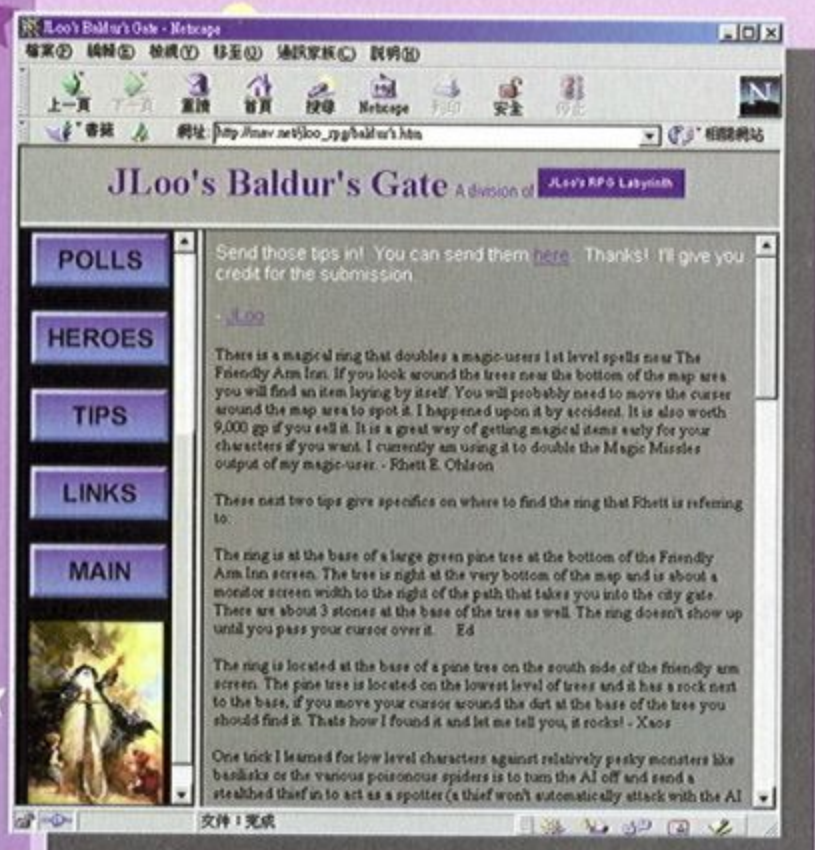 JLoo's Baldur's Gate - Netscape
檔案(F) 編輯(E) 檢視(V) 移至(G) 通訊家族(C) 說明(H)
上一頁 下一頁 重讀 首頁 搜尋 Netscape 列印 安全 停止
書籤 網址: http://mav.net/jloo_rpg/baldur's.htm 相關網站
JLoo's Baldur's Gate A division of JLoo's RPG Labyrinth
POLLS
HEROES
TIPS
LINKS
MAIN
Send those tips in! You can send them here. Thanks! I'll give you
credit for the submission.
- JLoo
There is a magical ring that doubles a magic-users 1st level spells near The
Friendly Arm Inn. If you look around the trees near the bottom of the map area
you will find an item laying by itself. You will probably need to move the curser
around the map area to spot it. I happened upon it by accident. It is also worth
9,000 gp if you sell it. It is a great way of getting magical items early for your
characters if you want. I currently am using it to double the Magic Missles
output of my magic-user. - Rhett E. Ohlson
These next two tips give specifics on where to find the ring that Rhett is referring
to:
The ring is at the base of a large green pine tree at the bottom of the Friendly
Arm Inn screen. The tree is right at the very bottom of the map and is about a
monitor screen width to the right of the path that takes you into the city gate.
There are about 3 stones at the base of the tree as well. The ring doesn't show up
until you pass your cursor over it. Ed
The ring is located at the base of a pine tree on the south side of the friendly arm
screen. The pine tree is located on the lowest level of trees and it has a rock next
to the base, if you move your cursor around the dirt at the base of the tree you
should find it. Thats how I found it and let me tell you, it rocks! - Xaos
One trick I learned for low level characters against relatively pesky monsters like
basilisks or the various poisonous spiders is to turn the AI off and send a
stealthed thief in to act as a spotter (a thief won't automatically attack with the AI
文件：完成